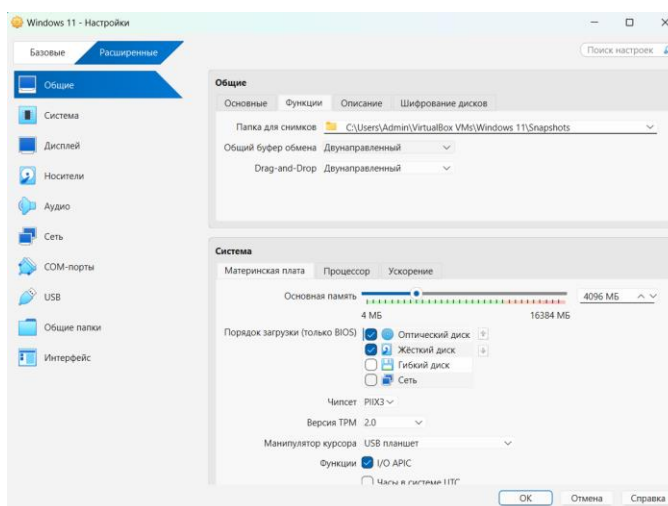 Windows 11 - Настройки
Базовые Расширенные
Поиск настроек
Общие
Система
Дисплей
Носители
Аудио
Сеть
COM-порты
USB
Общие папки
Интерфейс
Общие
Основные Функции Описание Шифрование дисков
Папка для снимков C:\Users\Admin\VirtualBox VMs\Windows 11\Snapshots
Общий буфер обмена Двунаправленный
Drag-and-Drop Двунаправленный
Система
Материнская плата Процессор Ускорение
Основная память 4096 МБ
4 МБ 16384 МБ
Порядок загрузки (только BIOS) Оптический диск
Жёсткий диск
Гибкий диск
Сеть
Чипсет PIIX3
Версия TPM 2.0
Манипулятор курсора USB планшет
Функции I/O APIC
Часы в системе UTC
OK Отмена Справка